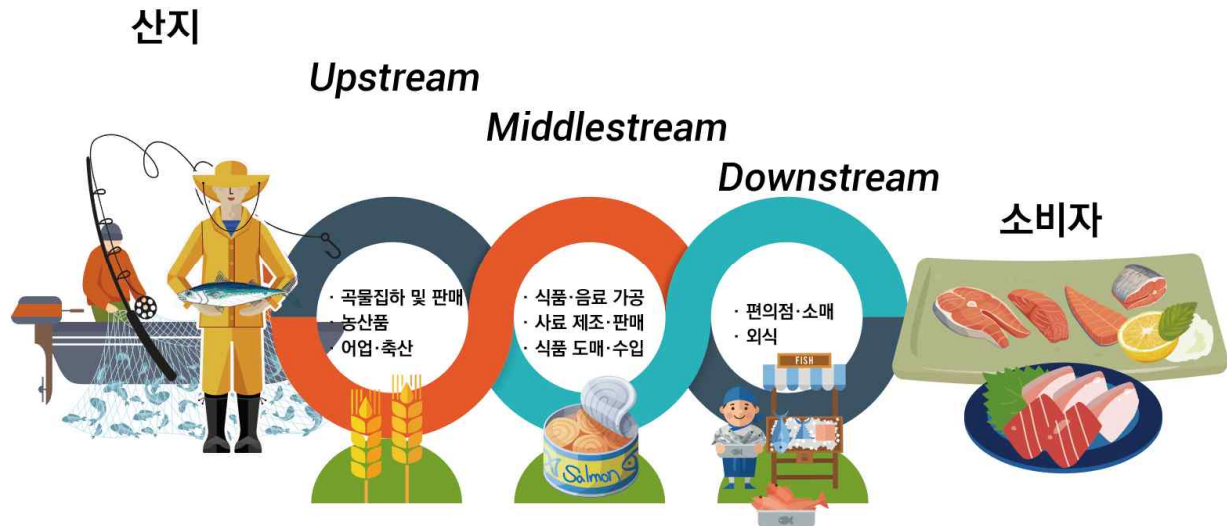 산지
Upstream
Middlestream
Downstream
소비자
· 곡물집하 및 판매
· 농산품
· 어업·축산
· 식품·음료 가공
· 사료 제조·판매
· 식품 도매·수입
· 편의점·소매
· 외식
FISH
Salmon